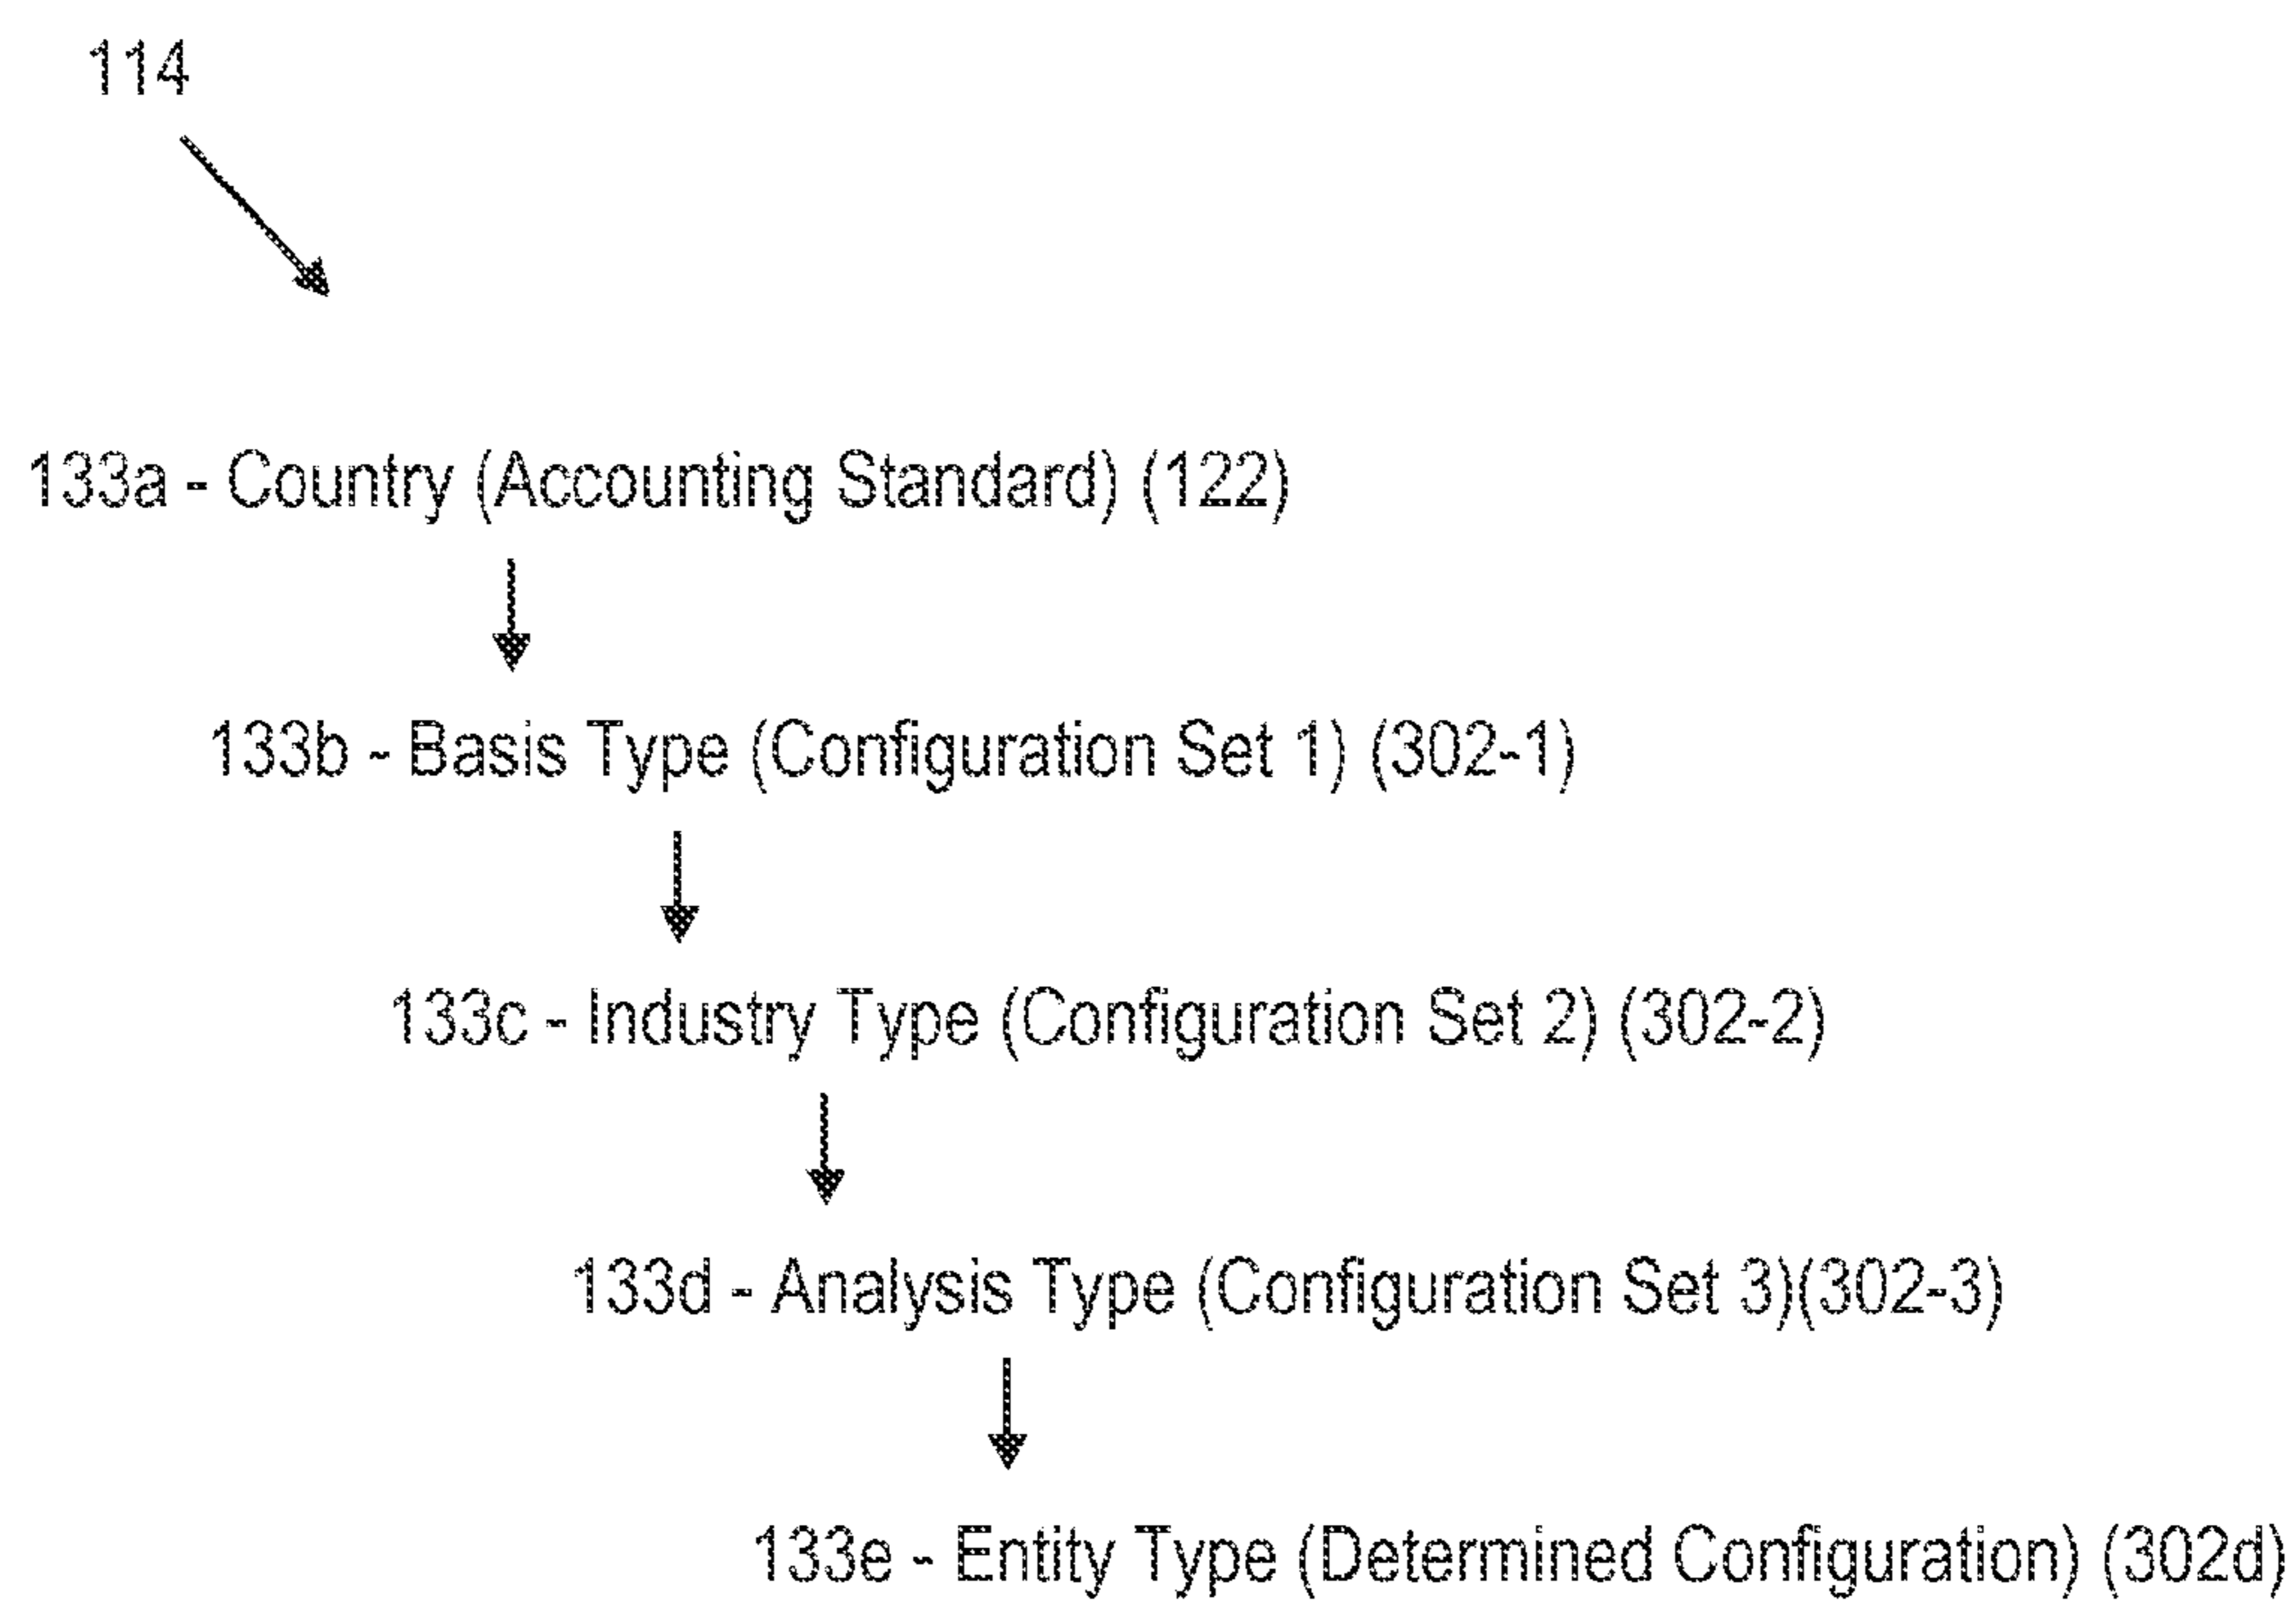 114
133a - Country (Accounting Standard) (122)
133b - Basis Type (Configuration Set 1) (302-1)
133c - Industry Type (Configuration Set 2) (302-2)
133d - Analysis Type (Configuration Set 3)(302-3)
133e - Entity Type (Determined Configuration) (302d)